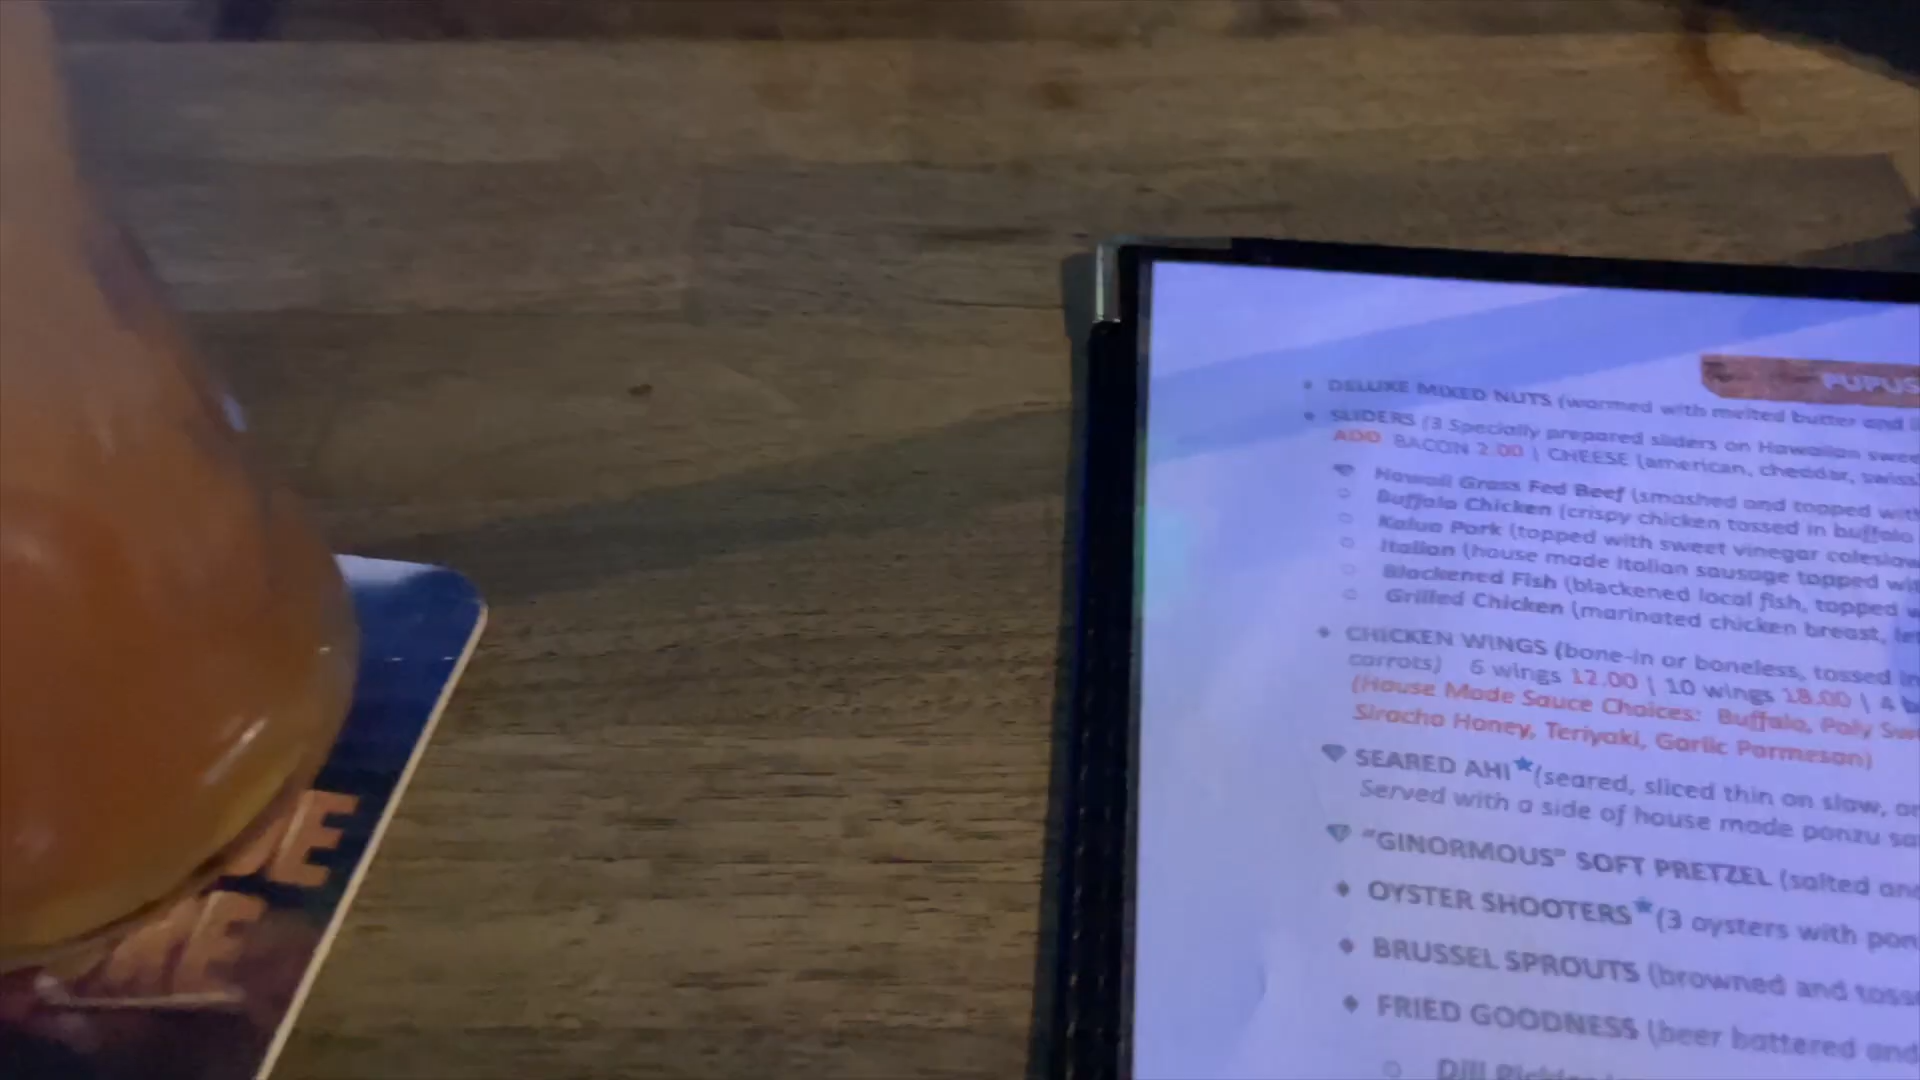 PUPUS
DELUXE MIXED NUTS (warmed with melted butter and
SLIDERS (3 Specially prepared sliders on Hawaiian
ADD BACON 2.00 | CHEESE (american, cheddar, swiss
Hawaii Grass Fed Beef (smashed and topped with
Buffalo Chicken (crispy chicken tossed in buffalo
Kalua Pork (topped with sweet vinegar coleslaw
Italian (house made Italian sausage topped
Blackened Fish (blackened local fish, topped
Grilled Chicken (marinated chicken breast,
CHICKEN WINGS (bone-in or boneless, tossed in
carrots) 6 wings 12.00 | 10 wings 18.00 | 4
(House Made Sauce Choices: Buffalo, Poly
Siracha Honey, Teriyaki, Garlic Parmesan)
SEARED AHI★(seared, sliced thin on slaw,
Served with a side of house made ponzu
"GINORMOUS" SOFT PRETZEL (salted and
OYSTER SHOOTERS★(3 oysters with
BRUSSEL SPROUTS (browned and
FRIED GOODNESS (beer battered and
Dill